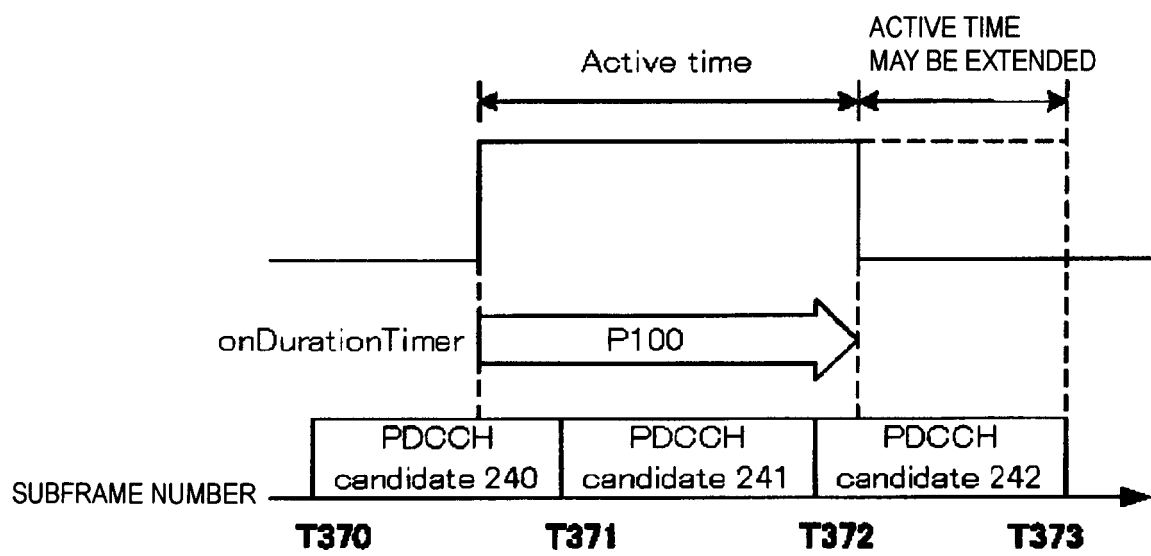 ACTIVE TIME
MAY BE EXTENDED
Active time
onDurationTimer
P100
PDCCH
candidate 240
PDCCH
candidate 241
PDCCH
candidate 242
SUBFRAME NUMBER
T370
T371
T372
T373